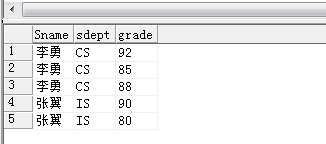 Sname sdept grade
1 李勇 CS 92
2 李勇 CS 85
3 李勇 CS 88
4 张翼 IS 90
5 张翼 IS 80